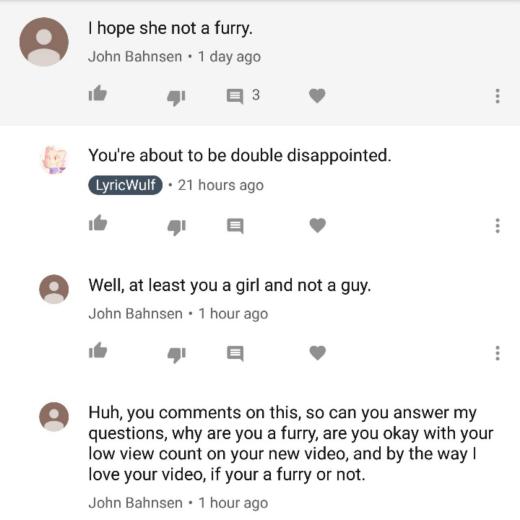 I hope she not a furry.
John Bahnsen • 1 day ago
3
You're about to be double disappointed.
LyricWulf • 21 hours ago
Well, at least you a girl and not a guy.
John Bahnsen • 1 hour ago
Huh, you comments on this, so can you answer my
questions, why are you a furry, are you okay with your
low view count on your new video, and by the way I
love your video, if your a furry or not.
John Bahnsen • 1 hour ago